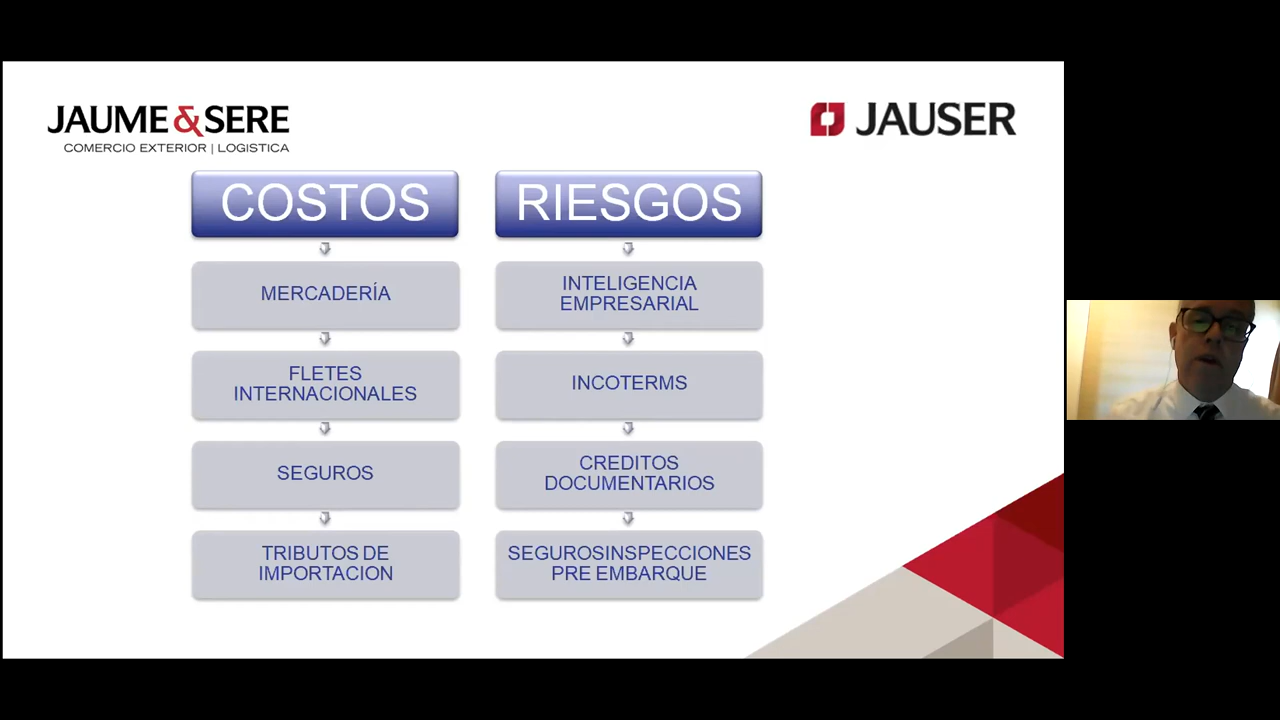 JAUME&SERE
COMERCIO EXTERIOR | LOGISTICA
JAUSER
COSTOS
MERCADERÍA
FLETES
INTERNACIONALES
SEGUROS
TRIBUTOS DE
IMPORTACION
RIESGOS
INTELIGENCIA
EMPRESARIAL
INCOTERMS
CREDITOS
DOCUMENTARIOS
SEGUROSINSPECCIONES
PRE EMBARQUE